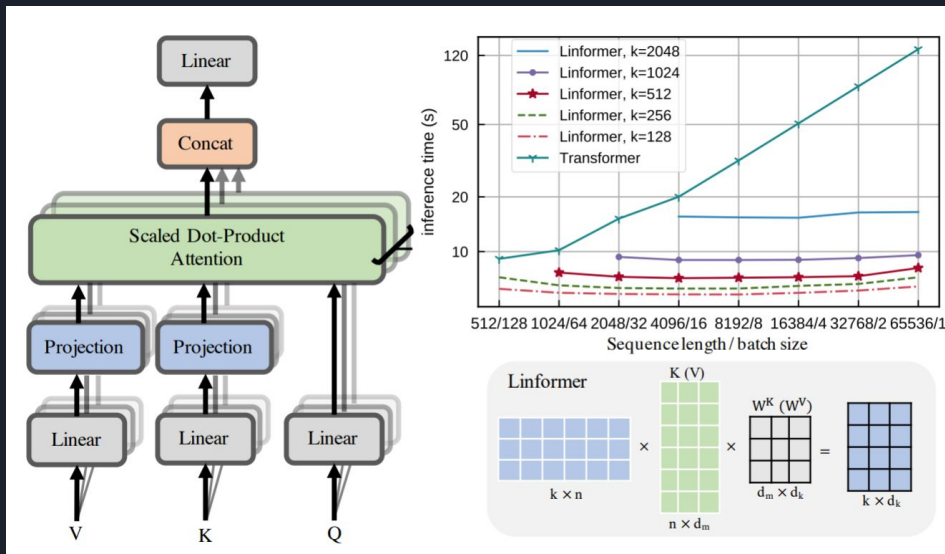 Linear
Concat
Scaled Dot-Product
Attention
Projection
Projection
Linear
Linear
Linear
V
K
Q
Linformer, k=2048
Linformer, k=1024
Linformer, k=512
Linformer, k=256
Linformer, k=128
Transformer
inference time (s)
120
50
20
10
512/128 1024/64 2048/32 4096/16 8192/8 16384/4 32768/2 65536/1
Sequence length / batch size
Linformer
K (V)
W^K (W^V)
× × =
k × n
n × d_m
d_m × d_k
k × d_k